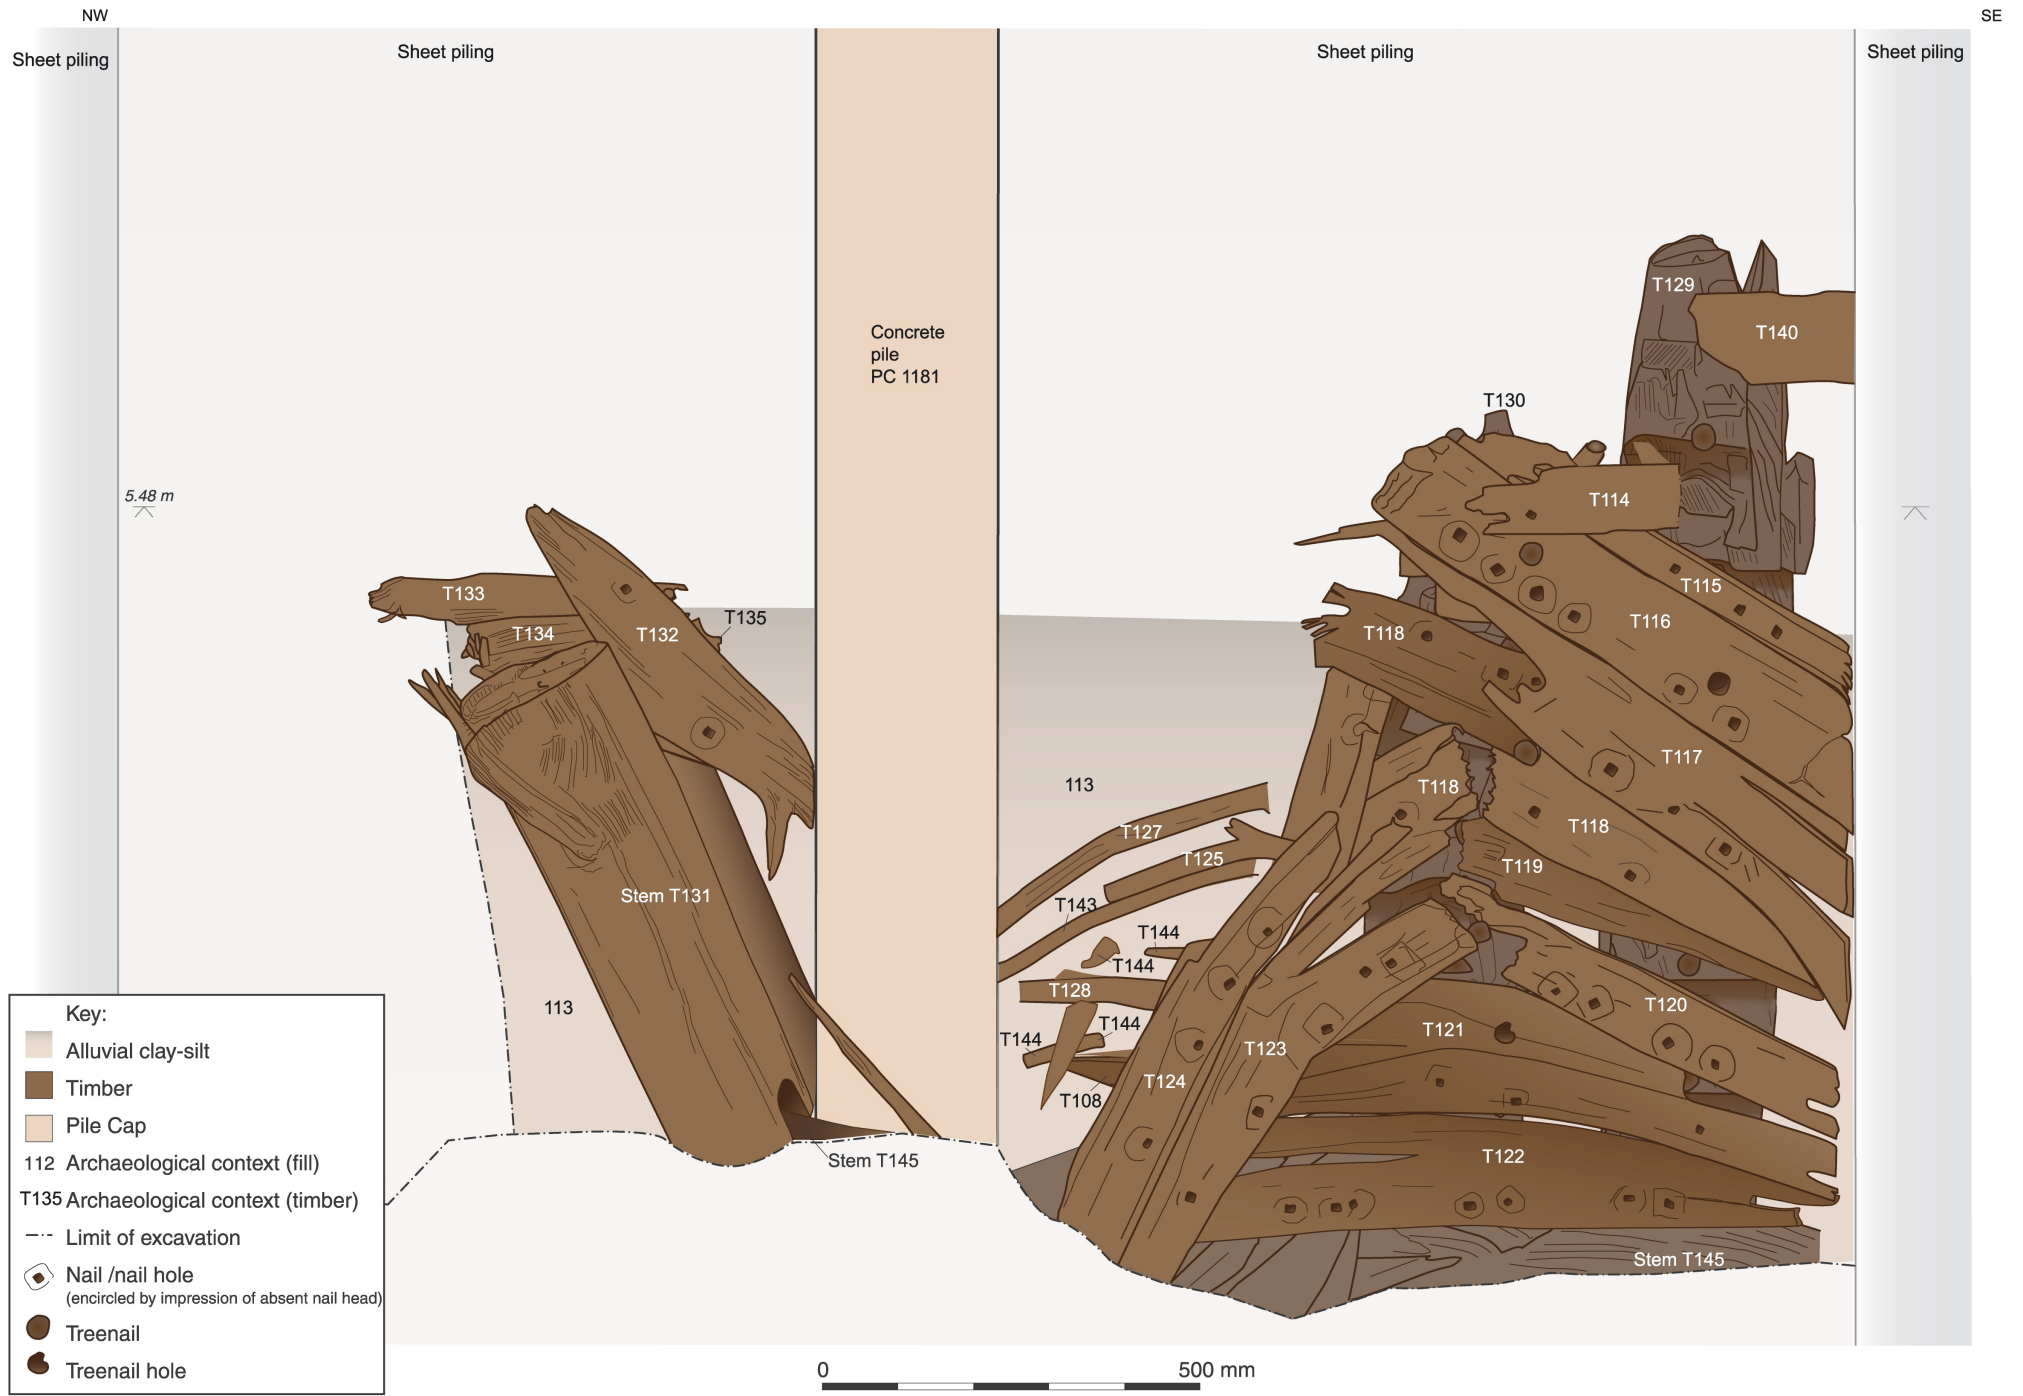 NW
SE
Sheet piling
Sheet piling
Sheet piling
Sheet piling
T129
T140
Concrete
pile
PC 1181
T130
5.48 m
T114
T133
T115
T135
T116
T134
T132
T118
T117
113
T118
T127
T118
T125
T119
Stem T131
T143
T144
T144
T128
T120
113
T144
T144
T121
T123
T124
T108
T122
Stem T145
Stem T145
Key:
Alluvial clay-silt
Timber
Pile Cap
112 Archaeological context (fill)
T135 Archaeological context (timber)
Limit of excavation
Nail /nail hole
(encircled by impression of absent nail head)
Treenail
Treenail hole
0 500 mm